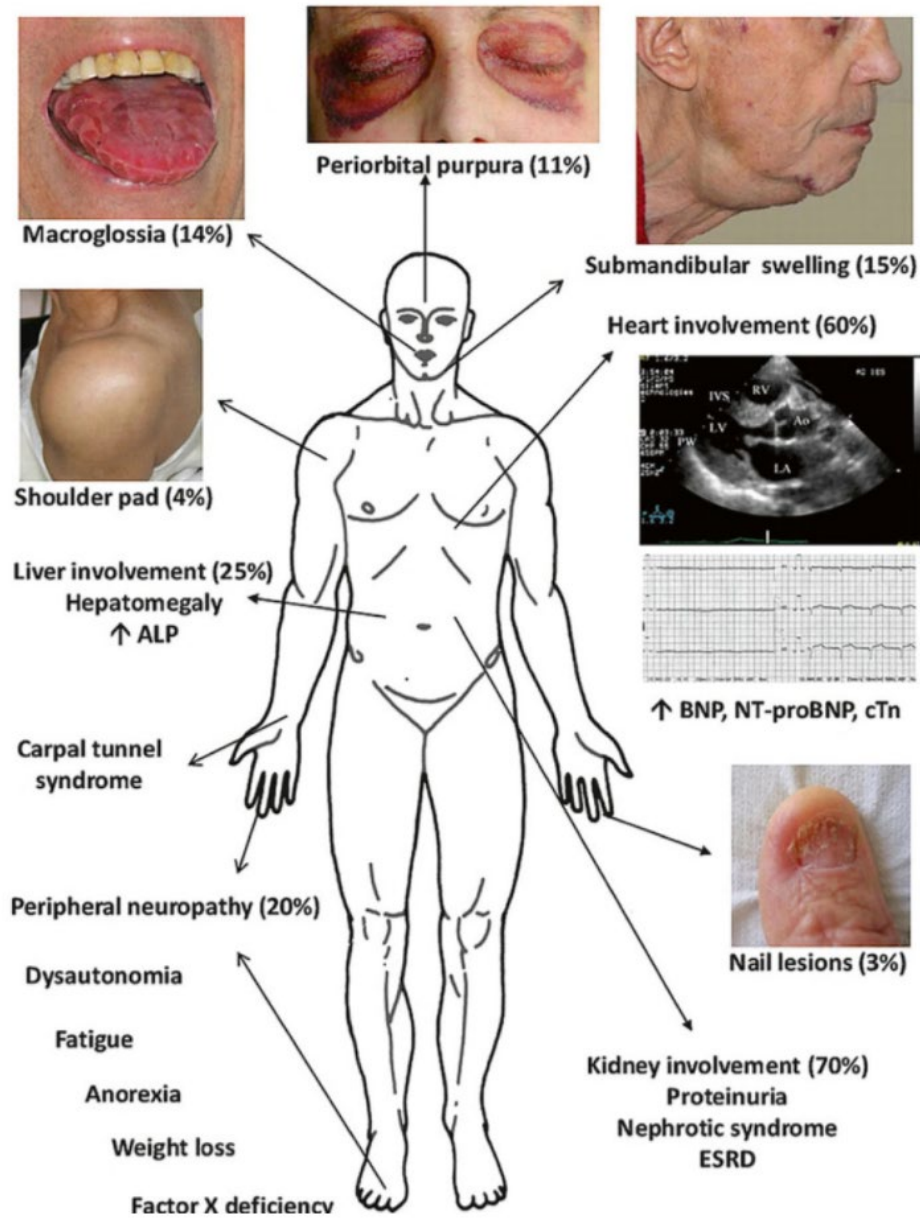 Periorbital purpura (11%)
Macroglossia (14%)
Submandibular swelling (15%)
Heart involvement (60%)
IVS
RV
LV
Ao
PW
LA
Shoulder pad (4%)
Liver involvement (25%)
Hepatomegaly
↑ ALP
↑ BNP, NT-proBNP, cTn
Carpal tunnel
syndrome
Peripheral neuropathy (20%)
Nail lesions (3%)
Dysautonomia
Fatigue
Anorexia
Weight loss
Factor X deficiency
Kidney involvement (70%)
Proteinuria
Nephrotic syndrome
ESRD